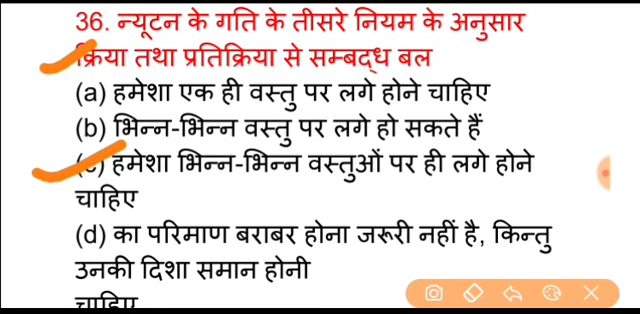 36. न्यूटन के गति के तीसरे नियम के अनुसार
क्रिया तथा प्रतिक्रिया से सम्बद्ध बल
(a) हमेशा एक ही वस्तु पर लगे होने चाहिए
(b) भिन्न-भिन्न वस्तु पर लगे हो सकते हैं
(c) हमेशा भिन्न-भिन्न वस्तुओं पर ही लगे होने
चाहिए
(d) का परिमाण बराबर होना जरूरी नहीं है, किन्तु
उनकी दिशा समान होनी
चाहिए